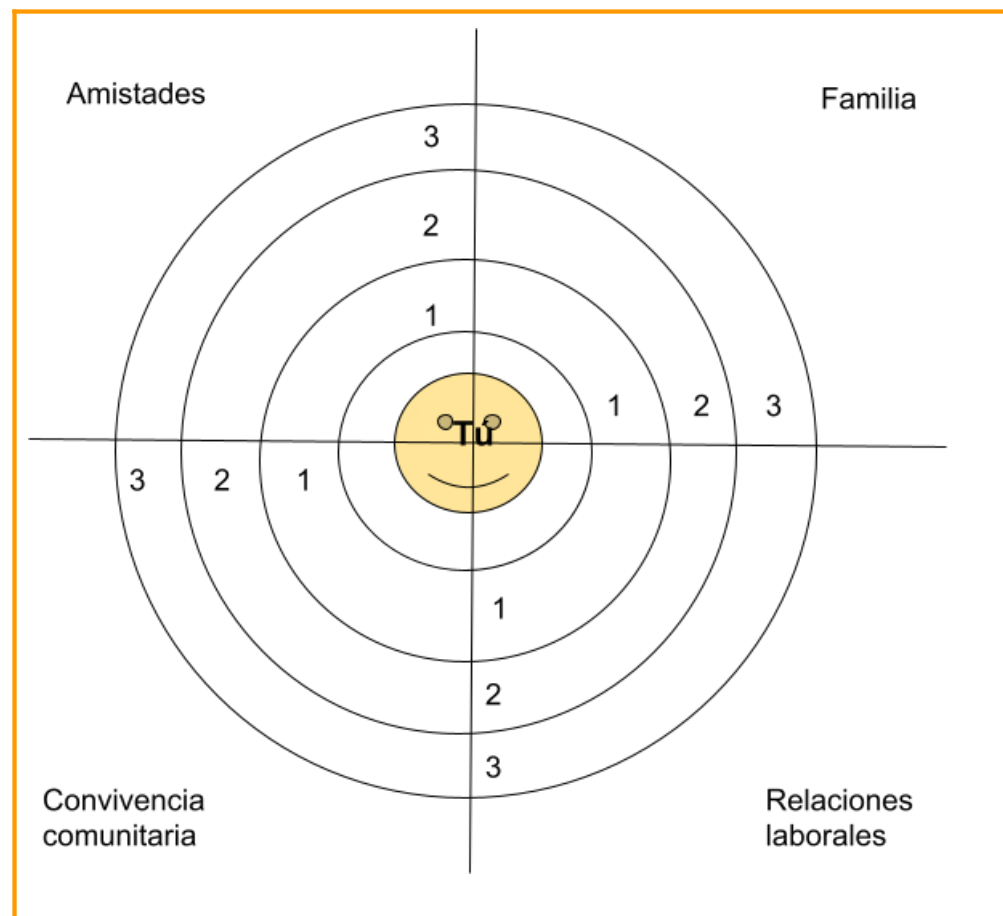 Amistades
Familia
3
2
1
Tú
1 2 3
3 2 1
1
2
3
Convivencia
comunitaria
Relaciones
laborales